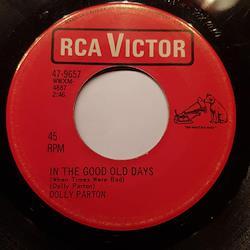 RCA VICTOR
47-9657
WWKM-
4887
2:46
45
RPM
IN THE GOOD OLD DAYS
(When Times Were Bad)
(Dolly Parton)
DOLLY PARTON